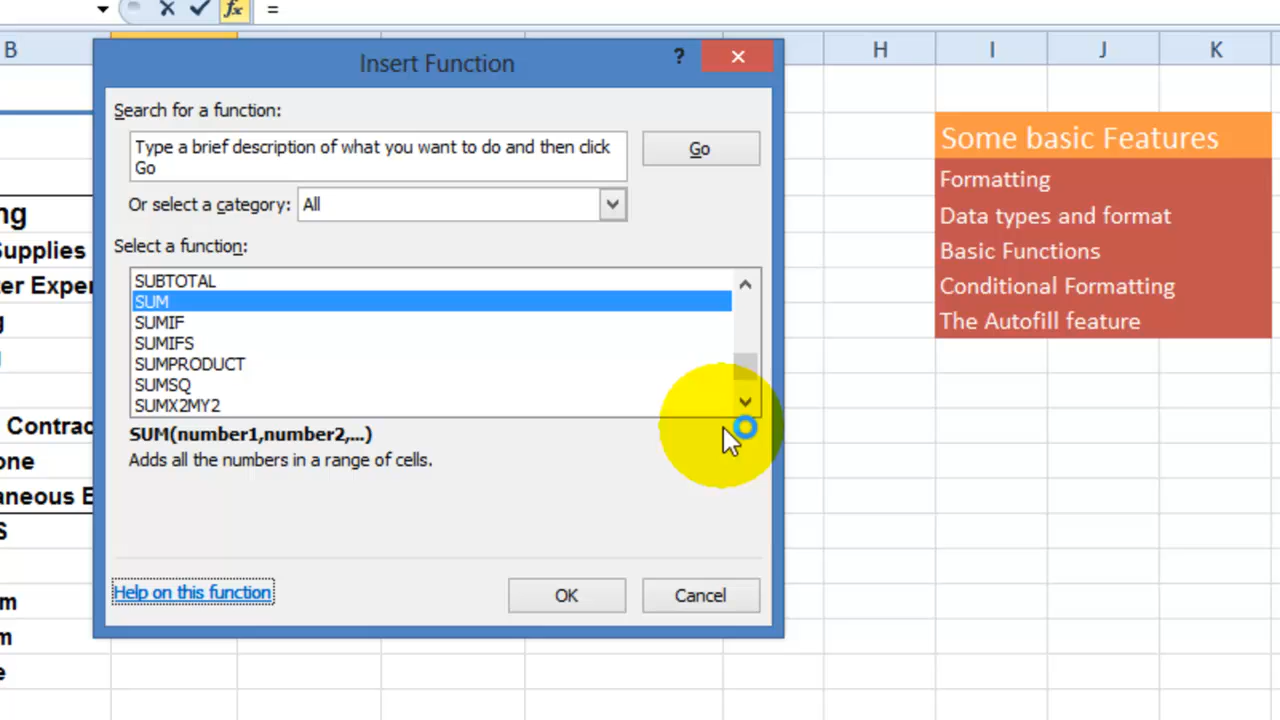 =
B
H
I
J
K
Insert Function
?
Search for a function:
Type a brief description of what you want to do and then click
Go
Go
Or select a category:
All
Select a function:
SUBTOTAL
SUM
SUMIF
SUMIFS
SUMPRODUCT
SUMSQ
SUMX2MY2
SUM(number1,number2,...)
Adds all the numbers in a range of cells.
Help on this function
OK
Cancel
ng
Supplies
er Exper
g
Contrac
one
aneous E
S
m
m
e
Some basic Features
Formatting
Data types and format
Basic Functions
Conditional Formatting
The Autofill feature